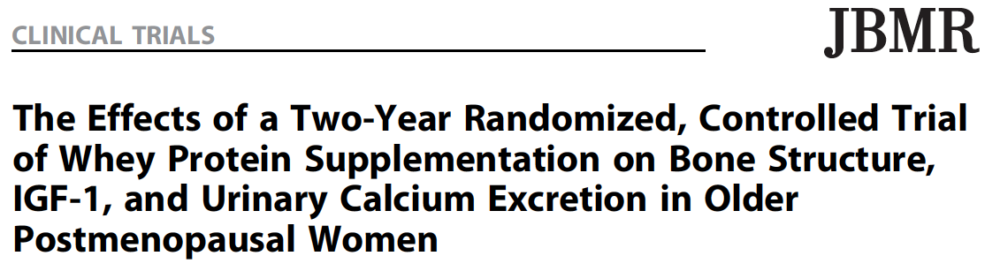 CLINICAL TRIALS
JBMR
The Effects of a Two-Year Randomized, Controlled Trial
of Whey Protein Supplementation on Bone Structure,
IGF-1, and Urinary Calcium Excretion in Older
Postmenopausal Women